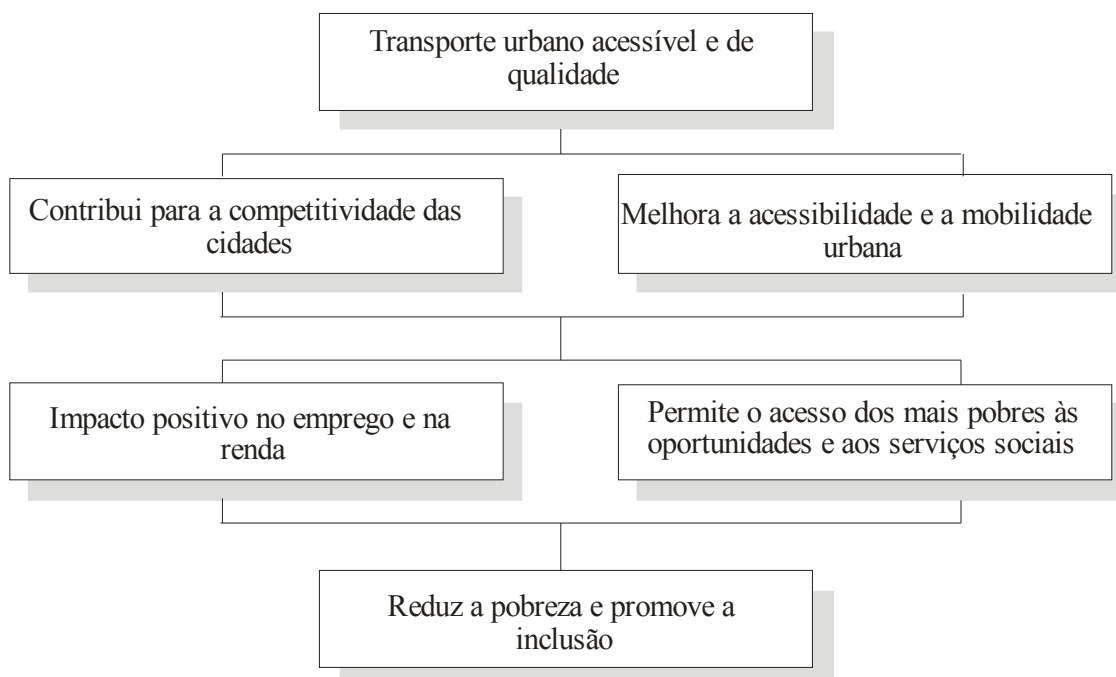 Transporte urbano acessível e de
qualidade
Contribui para a competitividade das
cidades
Melhora a acessibilidade e a mobilidade
urbana
Impacto positivo no emprego e na
renda
Permite o acesso dos mais pobres às
oportunidades e aos serviços sociais
Reduz a pobreza e promove a
inclusão